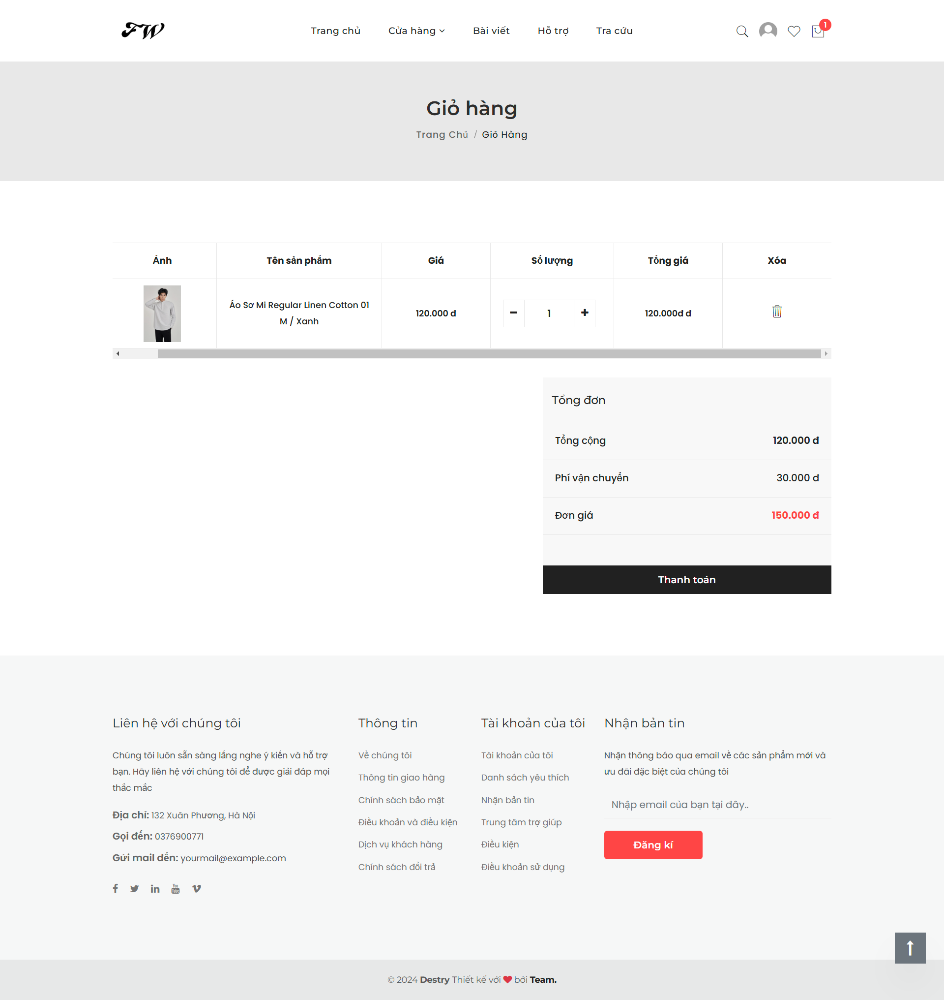 FW
Trang chủ
Cửa hàng
Bài viết
Hỗ trợ
Tra cứu
1
Giỏ hàng
Trang Chủ / Giỏ Hàng
Ảnh
Tên sản phẩm
Giá
Số lượng
Tổng giá
Xóa
Áo Sơ Mi Regular Linen Cotton 01
M / Xanh
120.000 đ
1
120.000đ đ
Tổng đơn
Tổng cộng 120.000 đ
Phí vận chuyển 30.000 đ
Đơn giá 150.000 đ
Thanh toán
Liên hệ với chúng tôi
Chúng tôi luôn sẵn sàng lắng nghe ý kiến và hỗ trợ
bạn. Hãy liên hệ với chúng tôi để được giải đáp mọi
thắc mắc
Địa chỉ: 132 Xuân Phương, Hà Nội
Gọi đến: 0376900771
Gửi mail đến: yourmail@example.com
You
Tube
Thông tin
Về chúng tôi
Thông tin giao hàng
Chính sách bảo mật
Điều khoản và điều kiện
Dịch vụ khách hàng
Chính sách đổi trả
Tài khoản của tôi
Tài khoản của tôi
Danh sách yêu thích
Nhận bản tin
Trung tâm trợ giúp
Điều kiện
Điều khoản sử dụng
Nhận bản tin
Nhận thông báo qua email về các sản phẩm mới và
ưu đãi đặc biệt của chúng tôi
Nhập email của bạn tại đây..
Đăng kí
© 2024 Destry Thiết kế với bởi Team.